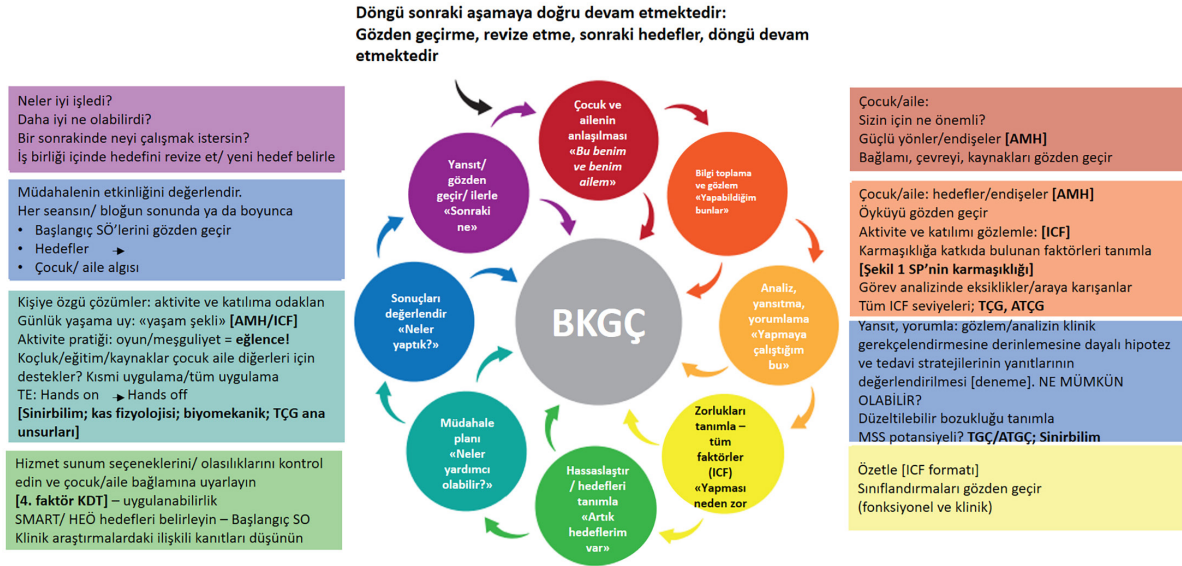 Döngü sonraki aşamaya doğru devam etmektedir:
Gözden geçirme, revize etme, sonraki hedefler, döngü devam
etmektedir
Neler iyi işledi?
Daha iyi ne olabilirdi?
Bir sonrakinde neyi çalışmak istersin?
İş birliği içinde hedefini revize et/ yeni hedef belirle
Müdahalenin etkinliğini değerlendir.
Her seansın/ bloğun sonunda ya da boyunca
• Başlangıç SÖ'lerini gözden geçir
• Hedefler
• Çocuk/ aile algısı
Kişiye özgü çözümler: aktivite ve katılıma odaklan
Günlük yaşama uy: «yaşam şekli» [AMH/ICF]
Aktivite pratiği: oyun/meşguliyet = eğlence!
Koçluk/eğitim/kaynaklar çocuk aile diğerleri için
destekler? Kısmi uygulama/tüm uygulama
TE: Hands on → Hands off
[Sinirbilim; kas fizyolojisi; biyomekanik; TÇG ana
unsurları]
Hizmet sunum seçeneklerini/ olasılıklarını kontrol
edin ve çocuk/aile bağlamına uyarlayın
[4. faktör KDT] – uygulanabilirlik
SMART/ HEÖ hedefleri belirleyin – Başlangıç SO
Klinik araştırmalardaki ilişkili kanıtları düşünün
Çocuk ve
ailenin
anlaşılması
«Bu benim
ve benim
ailem»
Bilgi toplama
ve gözlem
«Yapabildiğim
bunlar»
Analiz,
yansıtma,
yorumlama
«Yapmaya
çalıştığım
bu»
Zorlukları
tanımla –
tüm
faktörler
(ICF)
«Yapması
neden zor
Hassaslaştır
/ hedefleri
tanımla
«Artık
hedeflerim
var»
Müdahale
planı
«Neler
yardımcı
olabilir?»
Sonuçları
değerlendir
«Neler
yaptık?»
Yansıt/
gözden
geçir/ ilerle
«Sonraki
ne»
BKGÇ
Çocuk/aile:
Sizin için ne önemli?
Güçlü yönler/endişeler [AMH]
Bağlamı, çevreyi, kaynakları gözden geçir
Çocuk/aile: hedefler/endişeler [AMH]
Öyküyü gözden geçir
Aktivite ve katılımı gözlemle: [ICF]
Karmaşıklığa katkıda bulunan faktörleri tanımla
[Şekil 1 SP'nin karmaşıklığı]
Görev analizinde eksiklikler/araya karışanlar
Tüm ICF seviyeleri; TÇG, ATÇG
Yansıt, yorumla: gözlem/analizin klinik
gerekçelendirmesine derinlemesine dayalı hipotez
ve tedavi stratejilerinin yanıtlarının
değerlendirilmesi [deneme]. NE MÜMKÜN
OLABİLİR?
Düzeltilebilir bozukluğu tanımla
MSS potansiyeli? TGÇ/ATGÇ; Sinirbilim
Özetle [ICF formatı]
Sınıflandırmaları gözden geçir
(fonksiyonel ve klinik)